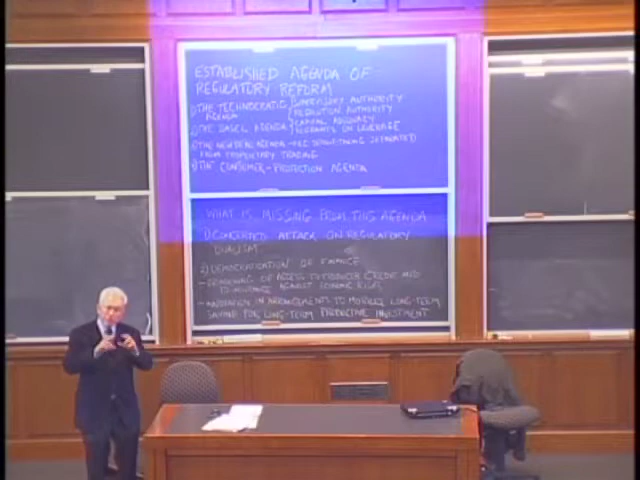 ESTABLISHED AGENDA OF
REGULATORY REFORM
1) THE TECHNOCRATIC AGENDA { SUPERVISORY AUTHORITY
RESOLUTION AUTHORITY
2) THE BASEL AGENDA { CAPITAL ADEQUACY
ON LEVERAGE
3) THE NEW DEAL AGENDA - SEPARATED
FROM PROPRIETARY TRADING
4) THE CONSUMER-PROTECTION AGENDA
WHAT IS MISSING FROM THIS AGENDA
1) CONCERTED ATTACK ON REGULATORY
DUALISM
2) DEMOCRATIZATION OF FINANCE
- BROADENING OF ACCESS TO PRODUCER CREDIT AND
TO INSURANCE AGAINST ECONOMIC RISKS
- INNOVATION IN ARRANGEMENTS TO MOBILIZE LONG-TERM
SAVING FOR LONG-TERM PRODUCTIVE INVESTMENT